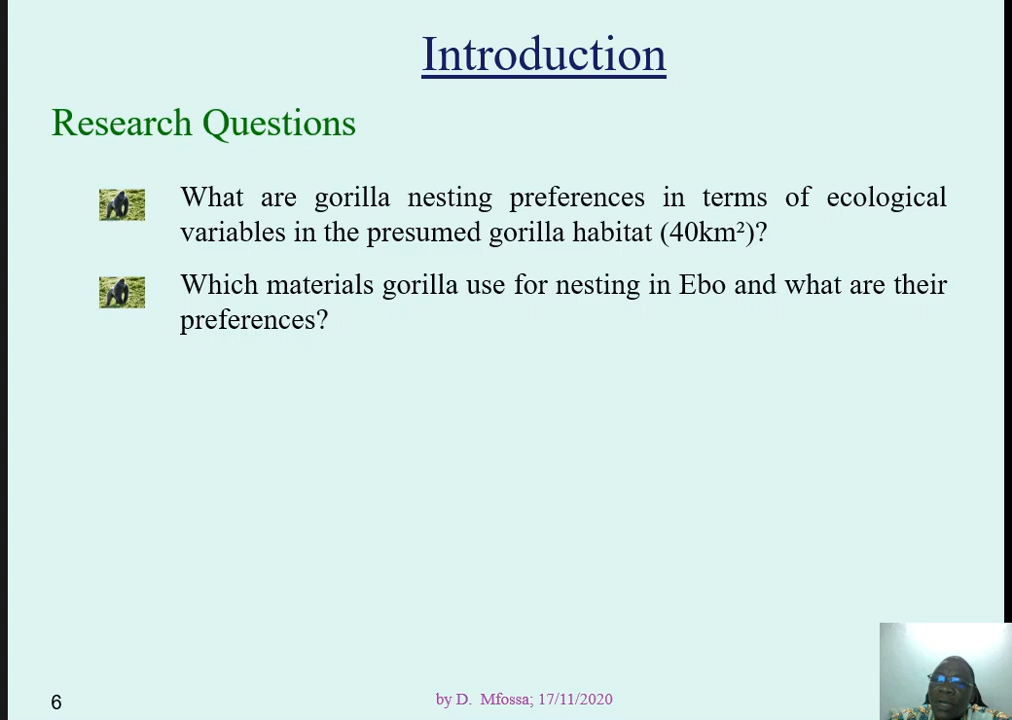 Introduction
Research Questions
What are gorilla nesting preferences in terms of ecological
variables in the presumed gorilla habitat (40km²)?
Which materials gorilla use for nesting in Ebo and what are their
preferences?
6
by D. Mfossa; 17/11/2020